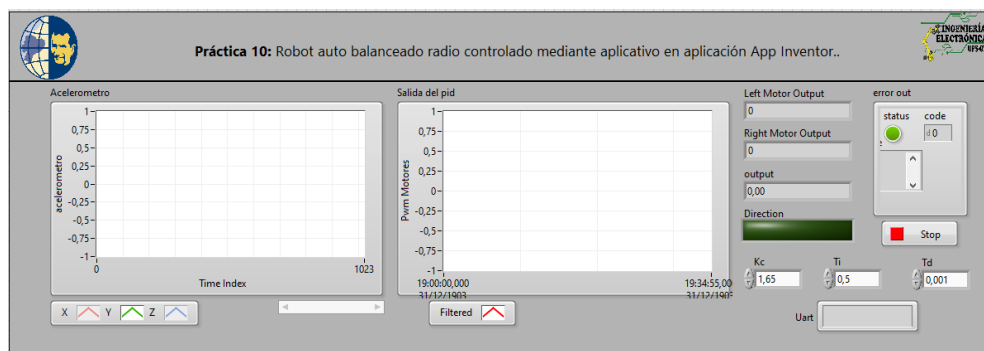 Práctica 10: Robot auto balanceado radio controlado mediante aplicativo en aplicación App Inventor..
INGENIERÍA
ELECTRÓNICA
Acelerometro
acelerometro
1
0,75
0,5
0,25
0
-0,25
-0,5
-0,75
-1
0
1023
Time Index
X
Y
Z
Salida del pid
Pwm Motores
1
0,75
0,5
0,25
0
-0,25
-0,5
-0,75
-1
19:00:00,000
31/12/1903
19:34:55,00
31/12/190
Filtered
Left Motor Output
0
Right Motor Output
0
output
0,00
Direction
error out
status
code
d 0
Stop
Kc
1,65
Ti
0,5
Td
0,001
Uart